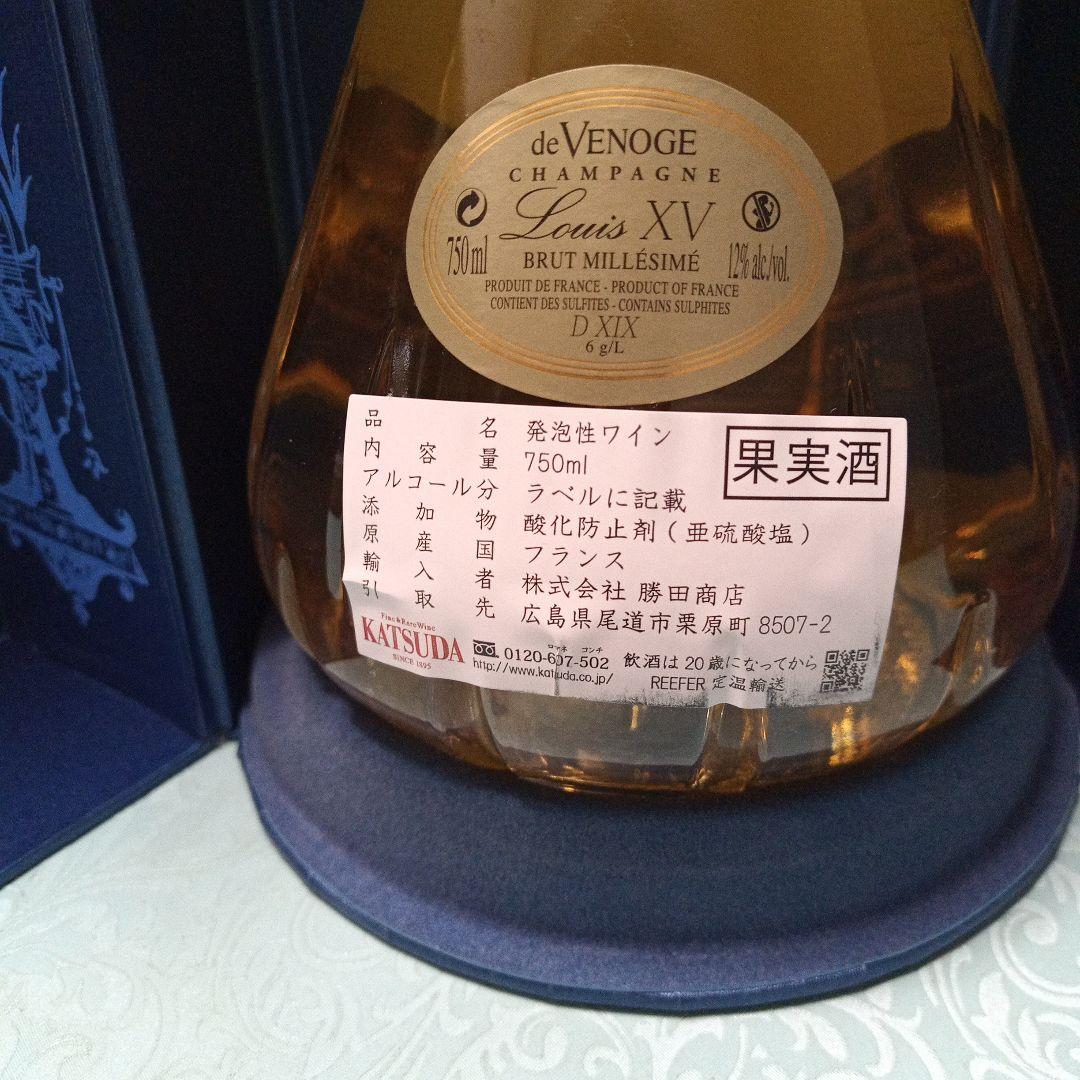 de VENOGE
CHAMPAGNE
Louis XV
750 ml
BRUT MILLÉSIMÉ
12% alc./vol.
PRODUIT DE FRANCE - PRODUCT OF FRANCE
CONTIENT DES SULFITES - CONTAINS SULPHITES
D XIX
6 g/L
品名 発泡性ワイン
内容量 750ml
果実酒
アルコール分 ラベルに記載
添加物 酸化防止剤(亜硫酸塩)
原産国 フランス
輸入者 株式会社 勝田商店
引取先 広島県尾道市栗原町 8507-2
Fine&RareWine
KATSUDA
SINCE 1895
ロマネ コンチ
0120-607-502 飲酒は20歳になってから
http://www.katsuda.co.jp/ REEFER 定温輸送